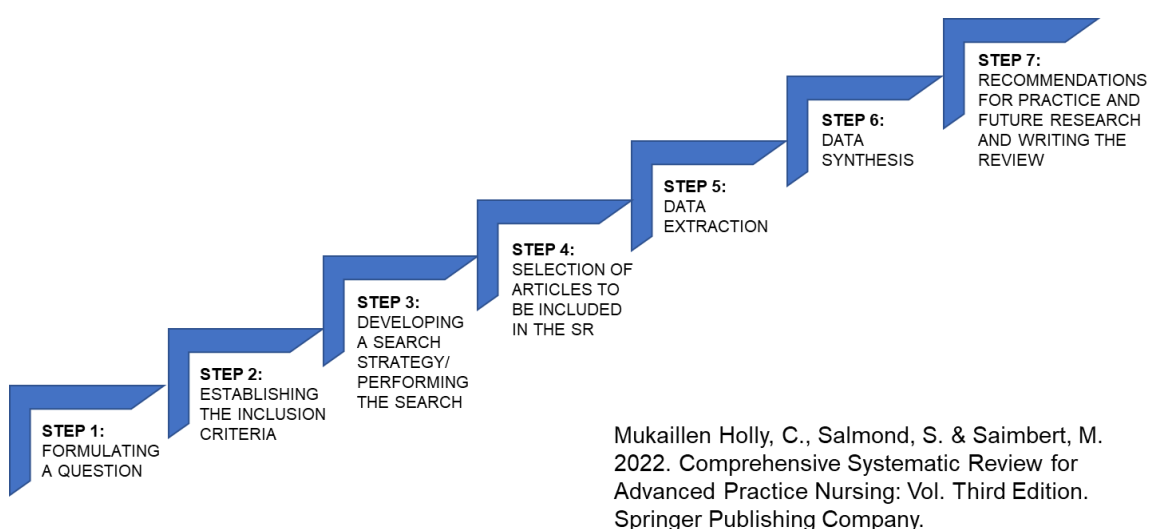 STEP 1:
FORMULATING
A QUESTION
STEP 2:
ESTABLISHING
THE INCLUSION
CRITERIA
STEP 3:
DEVELOPING
A SEARCH
STRATEGY/
PERFORMING
THE SEARCH
STEP 4:
SELECTION OF
ARTICLES TO
BE INCLUDED
IN THE SR
STEP 5:
DATA
EXTRACTION
STEP 6:
DATA
SYNTHESIS
STEP 7:
RECOMMENDATIONS
FOR PRACTICE AND
FUTURE RESEARCH
AND WRITING THE
REVIEW
Mukaillen Holly, C., Salmond, S. & Saimbert, M.
2022. Comprehensive Systematic Review for
Advanced Practice Nursing: Vol. Third Edition.
Springer Publishing Company.